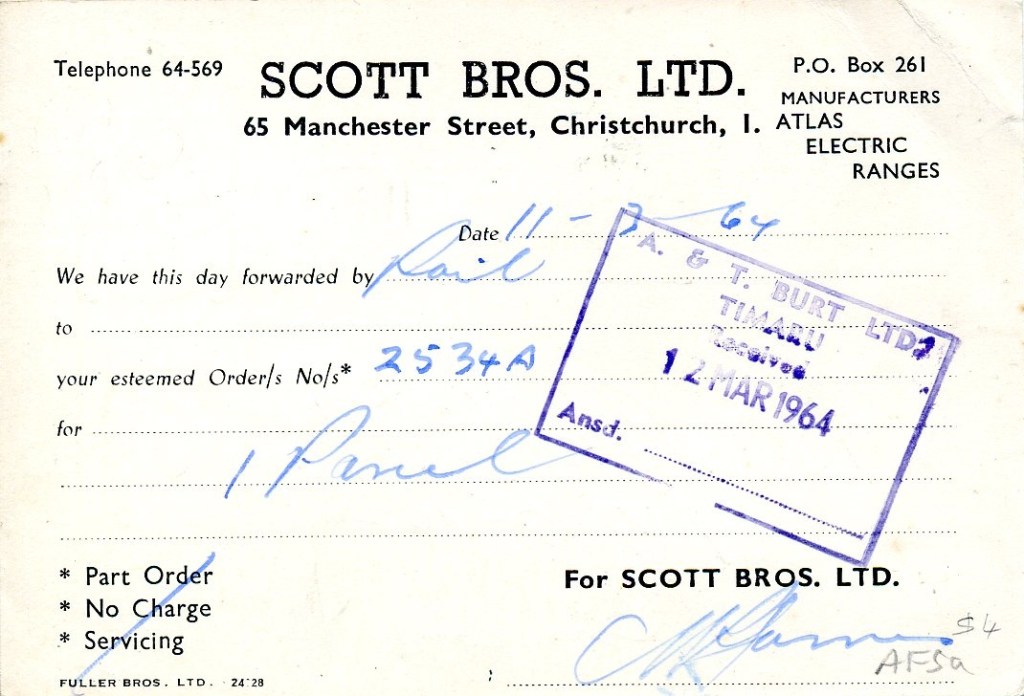 Telephone 64-569
SCOTT BROS. LTD.
P.O. Box 261
65 Manchester Street, Christchurch, 1.
MANUFACTURERS
ATLAS
ELECTRIC
RANGES
Date 11 - 3 - 64
We have this day forwarded by Rail
to
your esteemed Order/s No/s* 2534A
for
1 Panel
A. & T. BURT LTD.
TIMARU
Received
12 MAR 1964
Ansd.
* Part Order
* No Charge
* Servicing
For SCOTT BROS. LTD.
$4
AF5a
FULLER BROS. LTD. 24'28